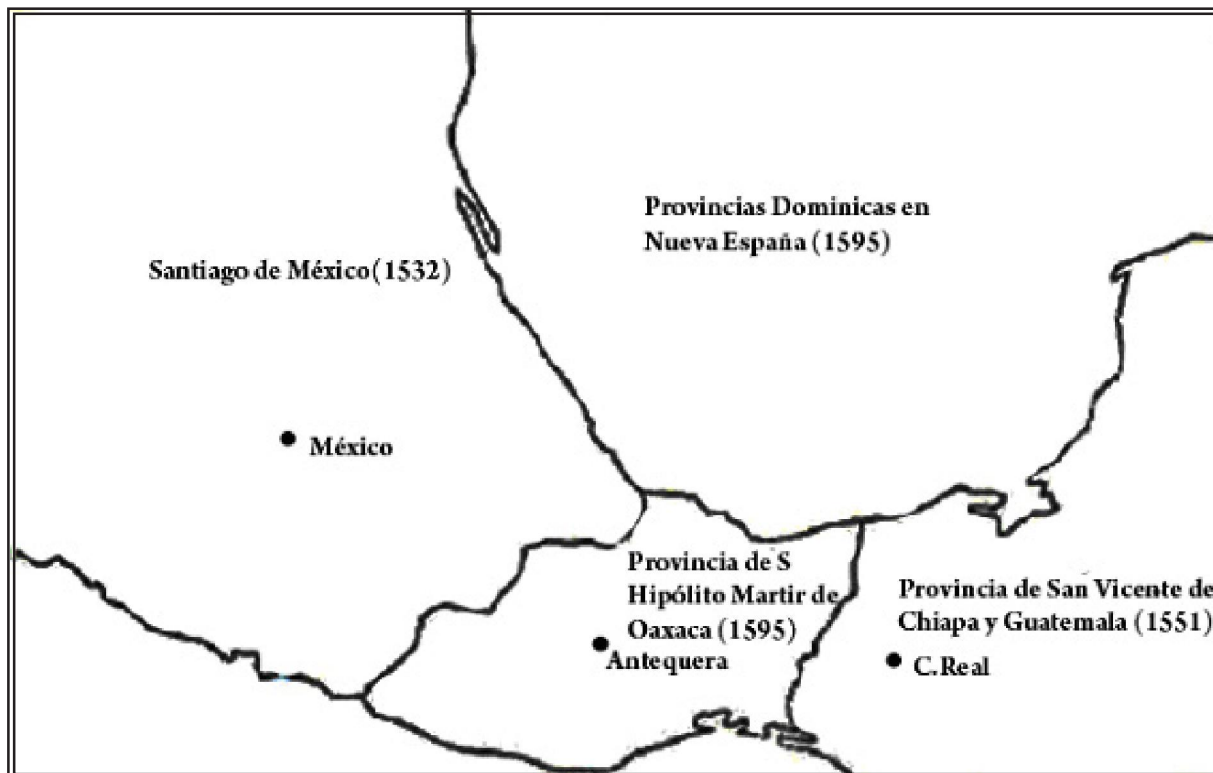 Provincias Dominicas en
Nueva España (1595)
Santiago de México(1532)
México
Provincia de S
Hipólito Martir de
Oaxaca (1595)
Antequera
Provincia de San Vicente de
Chiapa y Guatemala (1551)
C.Real